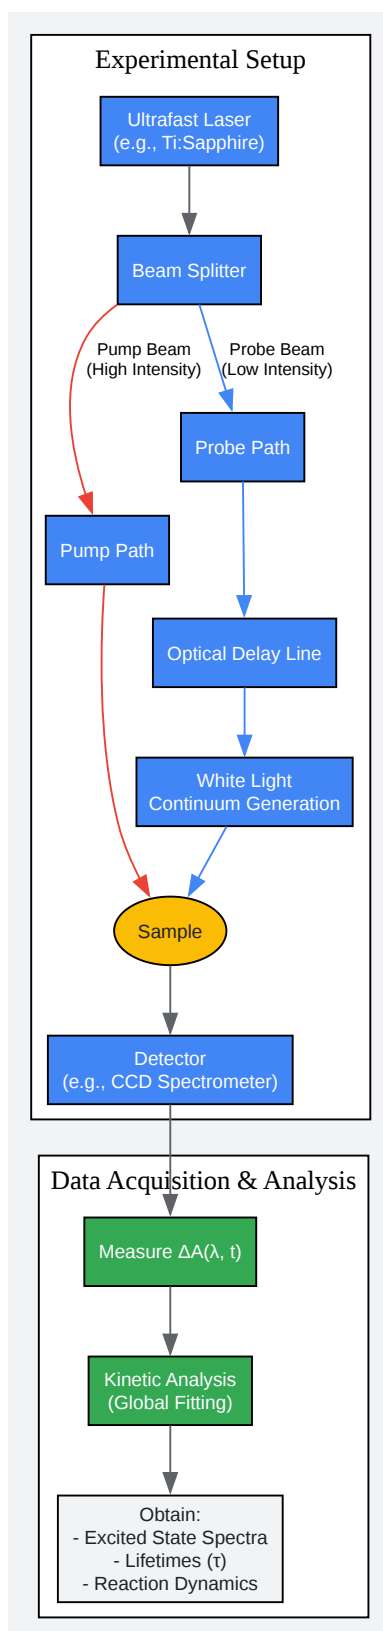 Experimental Setup
Ultrafast Laser
(e.g., Ti:Sapphire)
Beam Splitter
Pump Beam
(High Intensity)
Probe Beam
(Low Intensity)
Probe Path
Pump Path
Optical Delay Line
White Light
Continuum Generation
Sample
Detector
(e.g., CCD Spectrometer)
Data Acquisition & Analysis
Measure ΔA(λ, t)
Kinetic Analysis
(Global Fitting)
Obtain:
- Excited State Spectra
- Lifetimes (τ)
- Reaction Dynamics